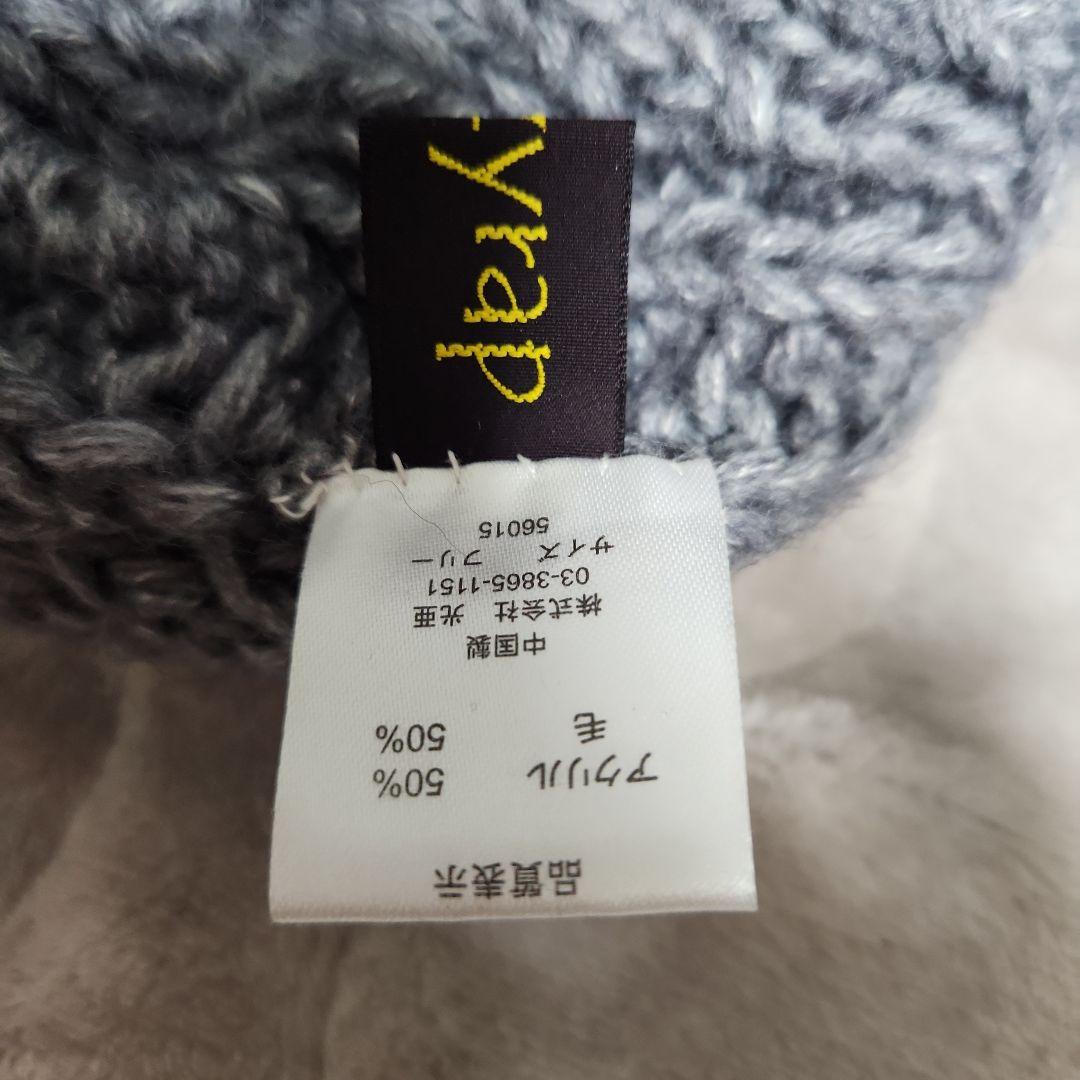 tyrap
品質表示
アクリル 50%
毛 50%
中国製
株式会社 光亜
03-3865-1151
サイズ フリー
56015